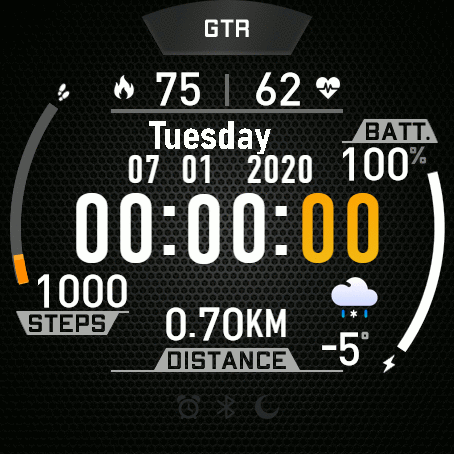 GTR
75 | 62
Tuesday
BATT.
07 01 2020
100%
00:00:00
1000
STEPS
0.70KM
-5°
DISTANCE